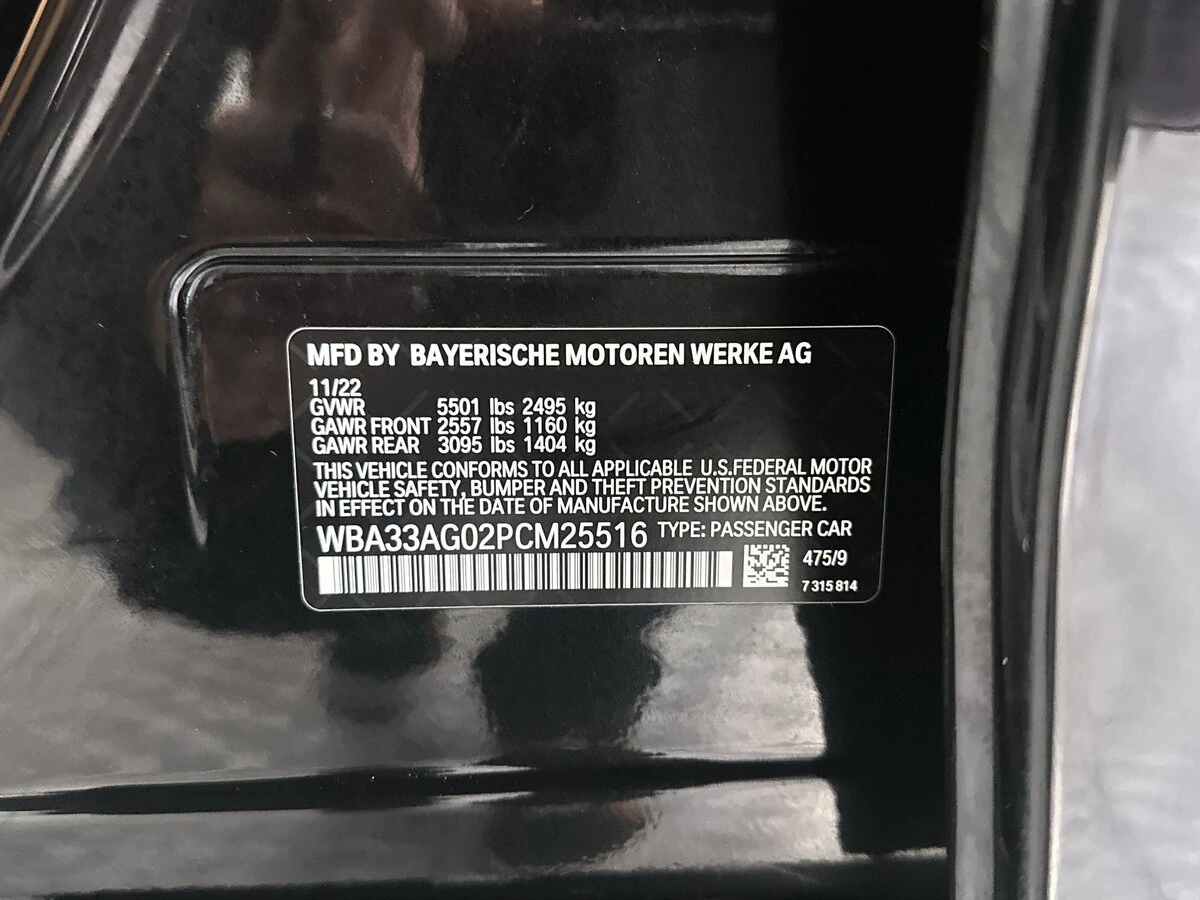 MFD BY BAYERISCHE MOTOREN WERKE AG
11/22
GVWR 5501 lbs 2495 kg
GAWR FRONT 2557 lbs 1160 kg
GAWR REAR 3095 lbs 1404 kg
THIS VEHICLE CONFORMS TO ALL APPLICABLE U.S.FEDERAL MOTOR
VEHICLE SAFETY, BUMPER AND THEFT PREVENTION STANDARDS
IN EFFECT ON THE DATE OF MANUFACTURE SHOWN ABOVE.
WBA33AG02PCM25516 TYPE: PASSENGER CAR
475/9
7 315 814